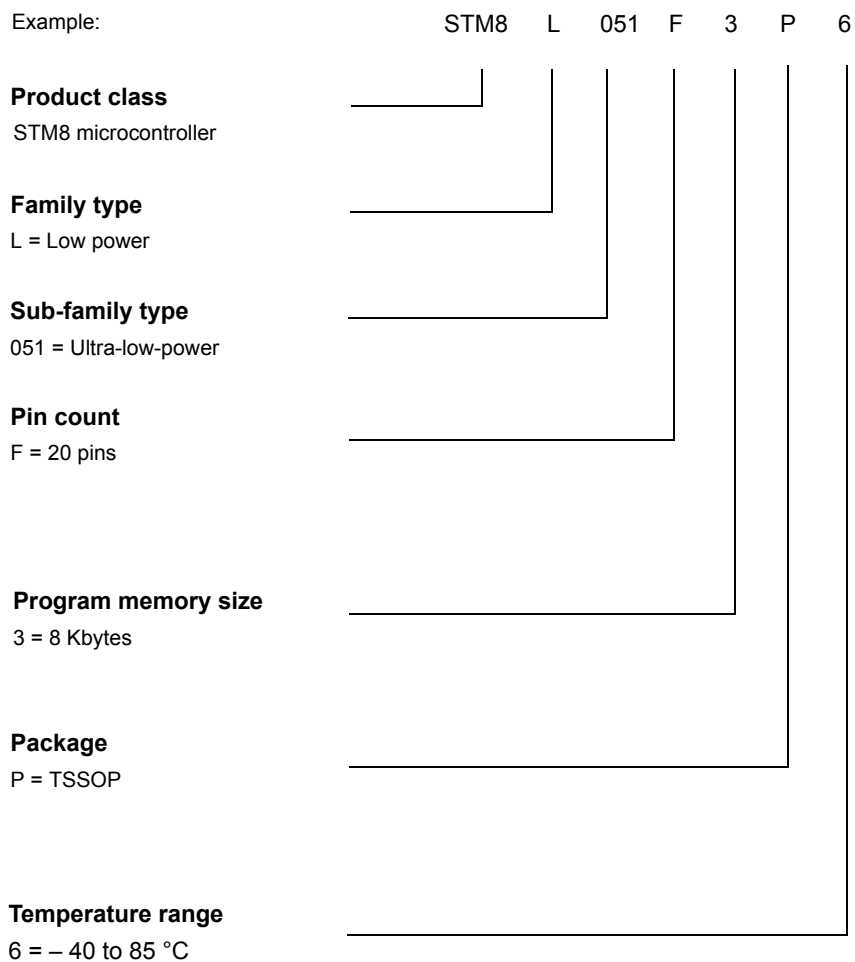 Example: STM8 L 051 F 3 P 6
Product class
STM8 microcontroller
Family type
L = Low power
Sub-family type
051 = Ultra-low-power
Pin count
F = 20 pins
Program memory size
3 = 8 Kbytes
Package
P = TSSOP
Temperature range
6 = – 40 to 85 °C